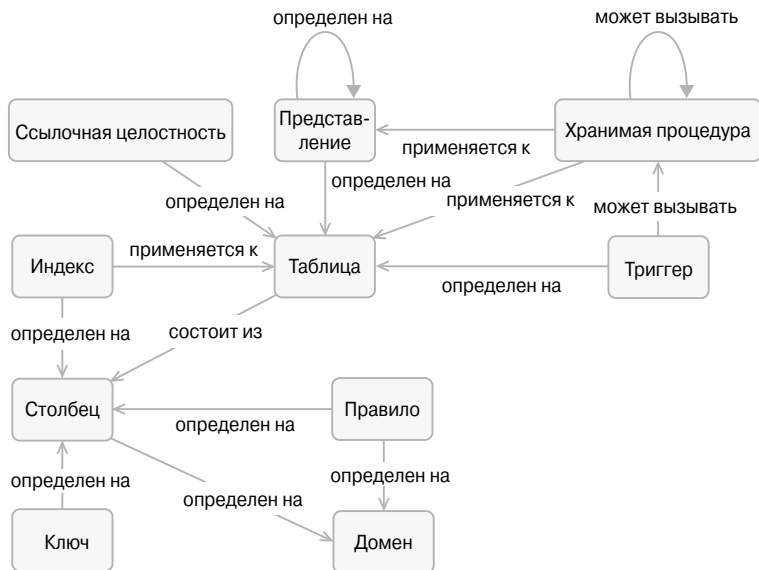 определен на
может вызывать
Ссылочная целостность
Представ-
ление
Хранимая процедура
применяется к
определен на
определен на
применяется к
может вызывать
Индекс
применяется к
Таблица
Триггер
определен на
определен на
состоит из
Столбец
Правило
определен на
определен на
определен на
определен на
Ключ
Домен